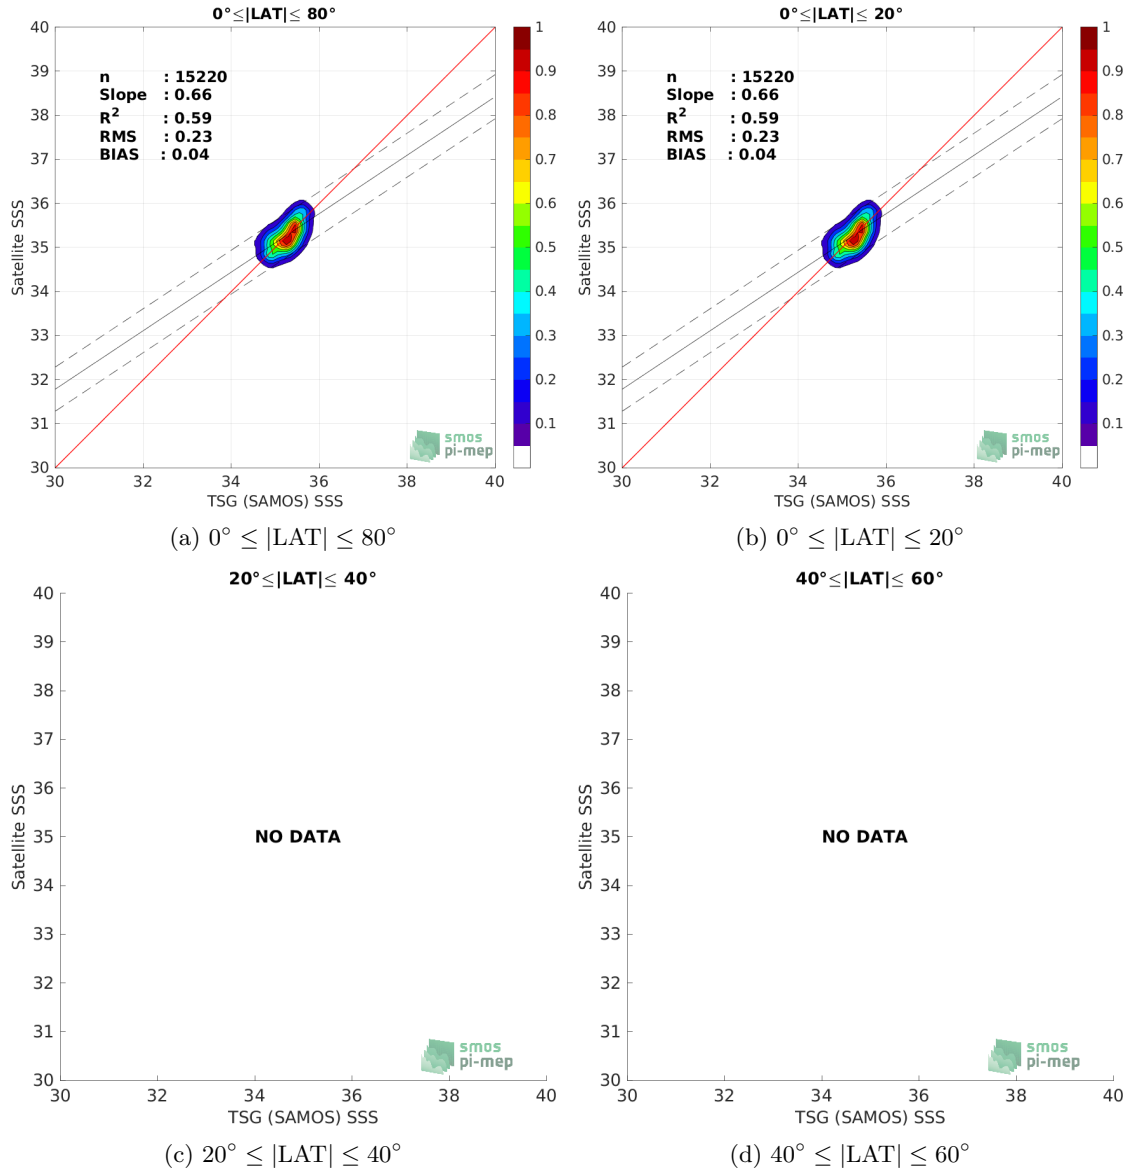 0°≤|LAT|≤ 80°
40
39
38
37
36
35
34
33
32
31
30
Satellite SSS
n : 15220
Slope : 0.66
R² : 0.59
RMS : 0.23
BIAS : 0.04
smos
pi-mep
30 32 34 36 38 40
TSG (SAMOS) SSS
1
0.9
0.8
0.7
0.6
0.5
0.4
0.3
0.2
0.1
(a) 0° ≤ |LAT| ≤ 80°
0°≤|LAT|≤ 20°
40
39
38
37
36
35
34
33
32
31
30
Satellite SSS
n : 15220
Slope : 0.66
R² : 0.59
RMS : 0.23
BIAS : 0.04
smos
pi-mep
30 32 34 36 38 40
TSG (SAMOS) SSS
1
0.9
0.8
0.7
0.6
0.5
0.4
0.3
0.2
0.1
(b) 0° ≤ |LAT| ≤ 20°
20°≤|LAT|≤ 40°
40
39
38
37
36
35
34
33
32
31
30
Satellite SSS
NO DATA
smos
pi-mep
30 32 34 36 38 40
TSG (SAMOS) SSS
(c) 20° ≤ |LAT| ≤ 40°
40°≤|LAT|≤ 60°
40
39
38
37
36
35
34
33
32
31
30
Satellite SSS
NO DATA
smos
pi-mep
30 32 34 36 38 40
TSG (SAMOS) SSS
(d) 40° ≤ |LAT| ≤ 60°